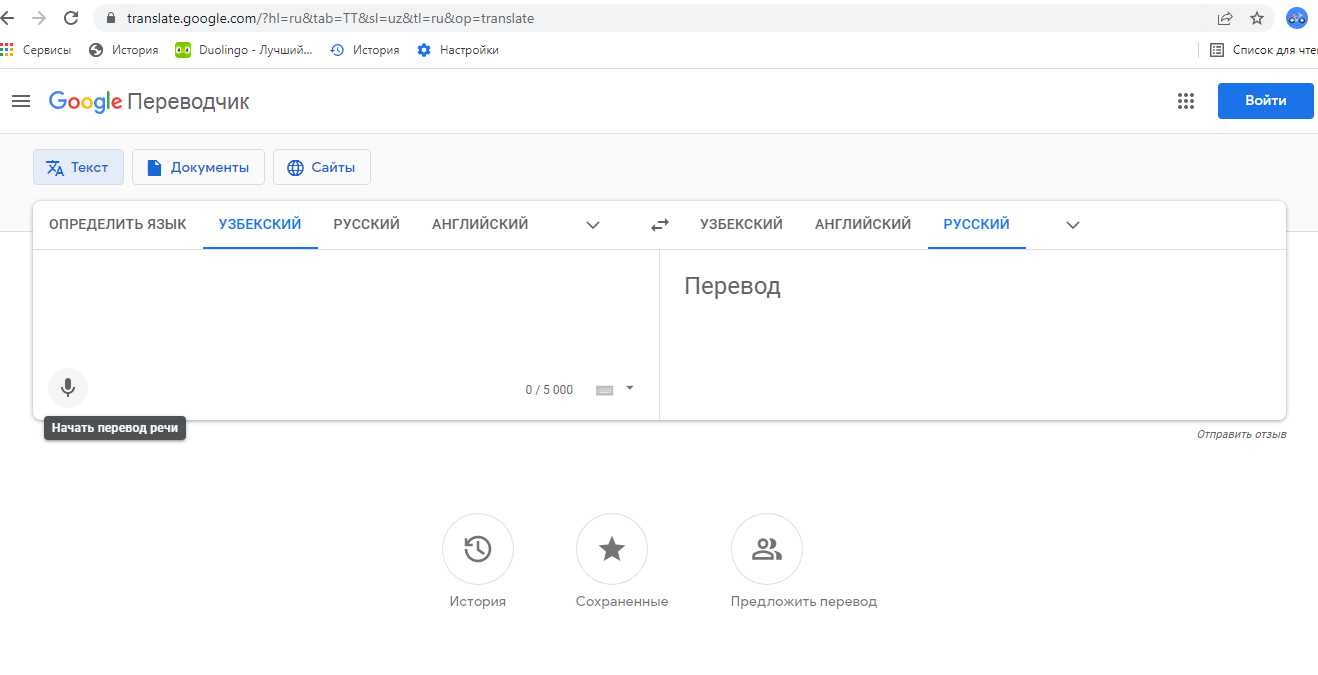 translate.google.com/?hl=ru&tab=TT&sl=uz&tl=ru&op=translate
Сервисы История Duolingo - Лучший... История Настройки Список для чте
Google Переводчик Войти
Текст Документы Сайты
ОПРЕДЕЛИТЬ ЯЗЫК УЗБЕКСКИЙ РУССКИЙ АНГЛИЙСКИЙ УЗБЕКСКИЙ АНГЛИЙСКИЙ РУССКИЙ
Перевод
0 / 5 000
Начать перевод речи
Отправить отзыв
История Сохраненные Предложить перевод